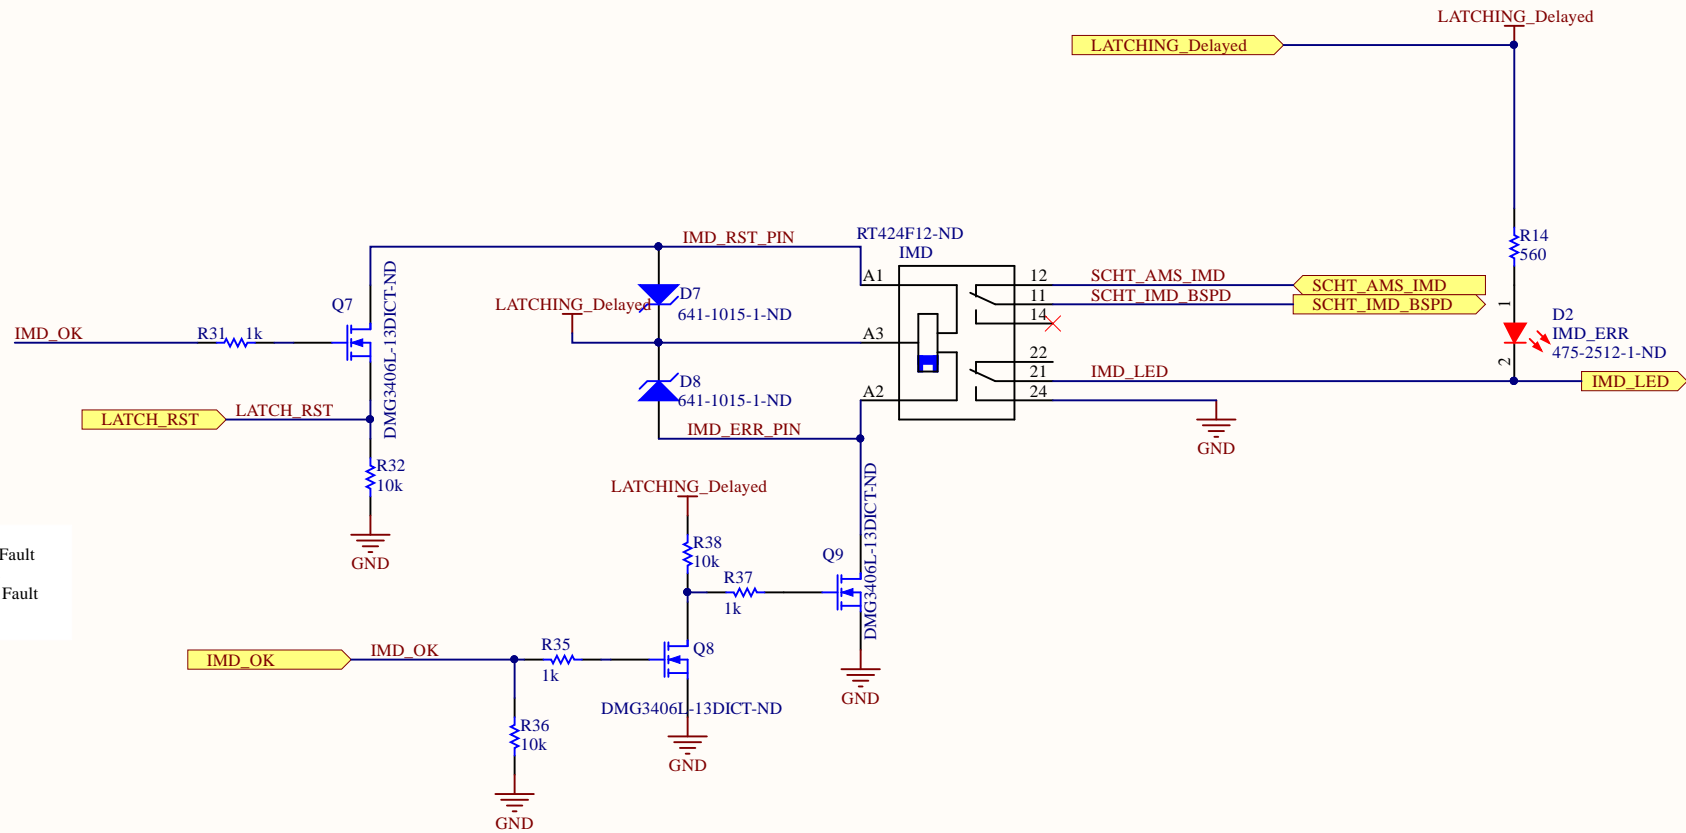 LATCHING_Delayed
LATCHING_Delayed
R14
560
RT424F12-ND
IMD
IMD_RST_PIN
A1
12
SCHT_AMS_IMD
SCHT_AMS_IMD
11
SCHT_IMD_BSPD
SCHT_IMD_BSPD
14
Q7
DMG3406L-13DICT-ND
LATCHING_Delayed
D7
641-1015-1-ND
1
D2
IMD_ERR
475-2512-1-ND
2
IMD_OK
R31
1k
A3
22
21
IMD_LED
IMD_LED
24
D8
641-1015-1-ND
A2
LATCH_RST
LATCH_RST
IMD_ERR_PIN
GND
R32
10k
GND
LATCHING_Delayed
DMG3406L-13DICT-ND
Fault
Fault
R38
10k
Q9
R37
1k
IMD_OK
IMD_OK
R35
1k
Q8
DMG3406L-13DICT-ND
GND
R36
10k
GND
GND